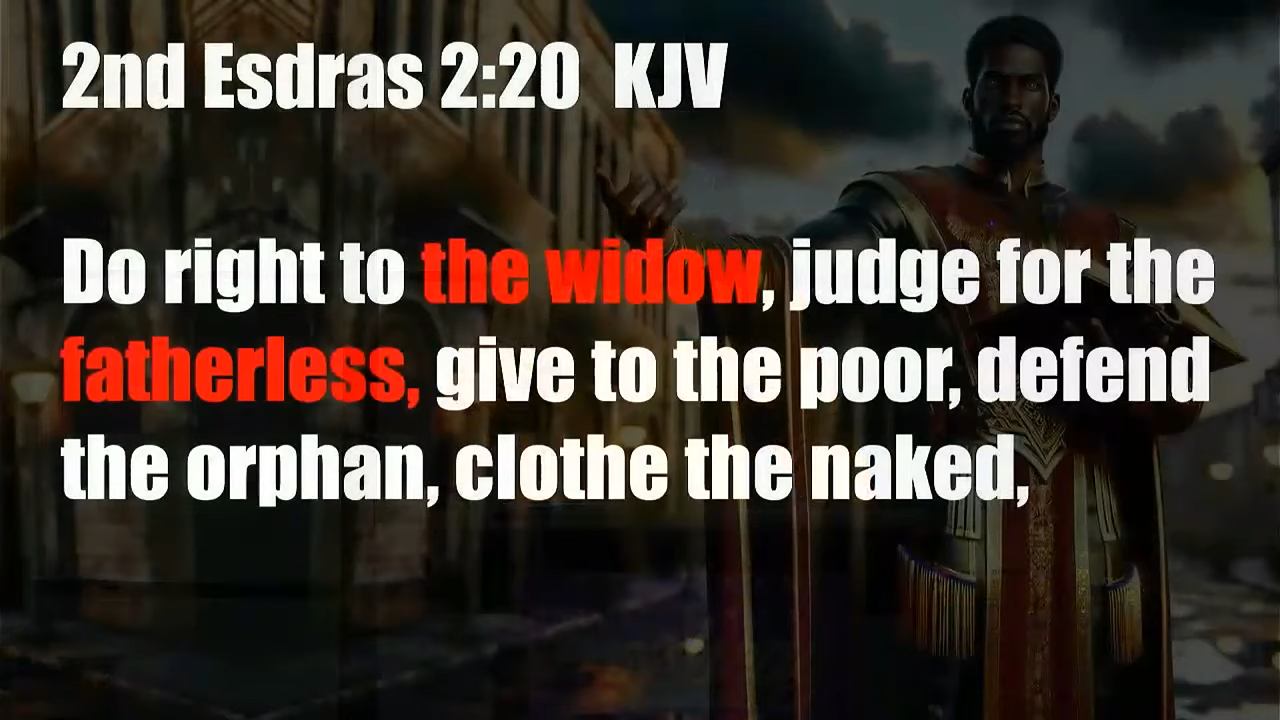 2nd Esdras 2:20 KJV
Do right to the widow, judge for the
fatherless, give to the poor, defend
the orphan, clothe the naked,